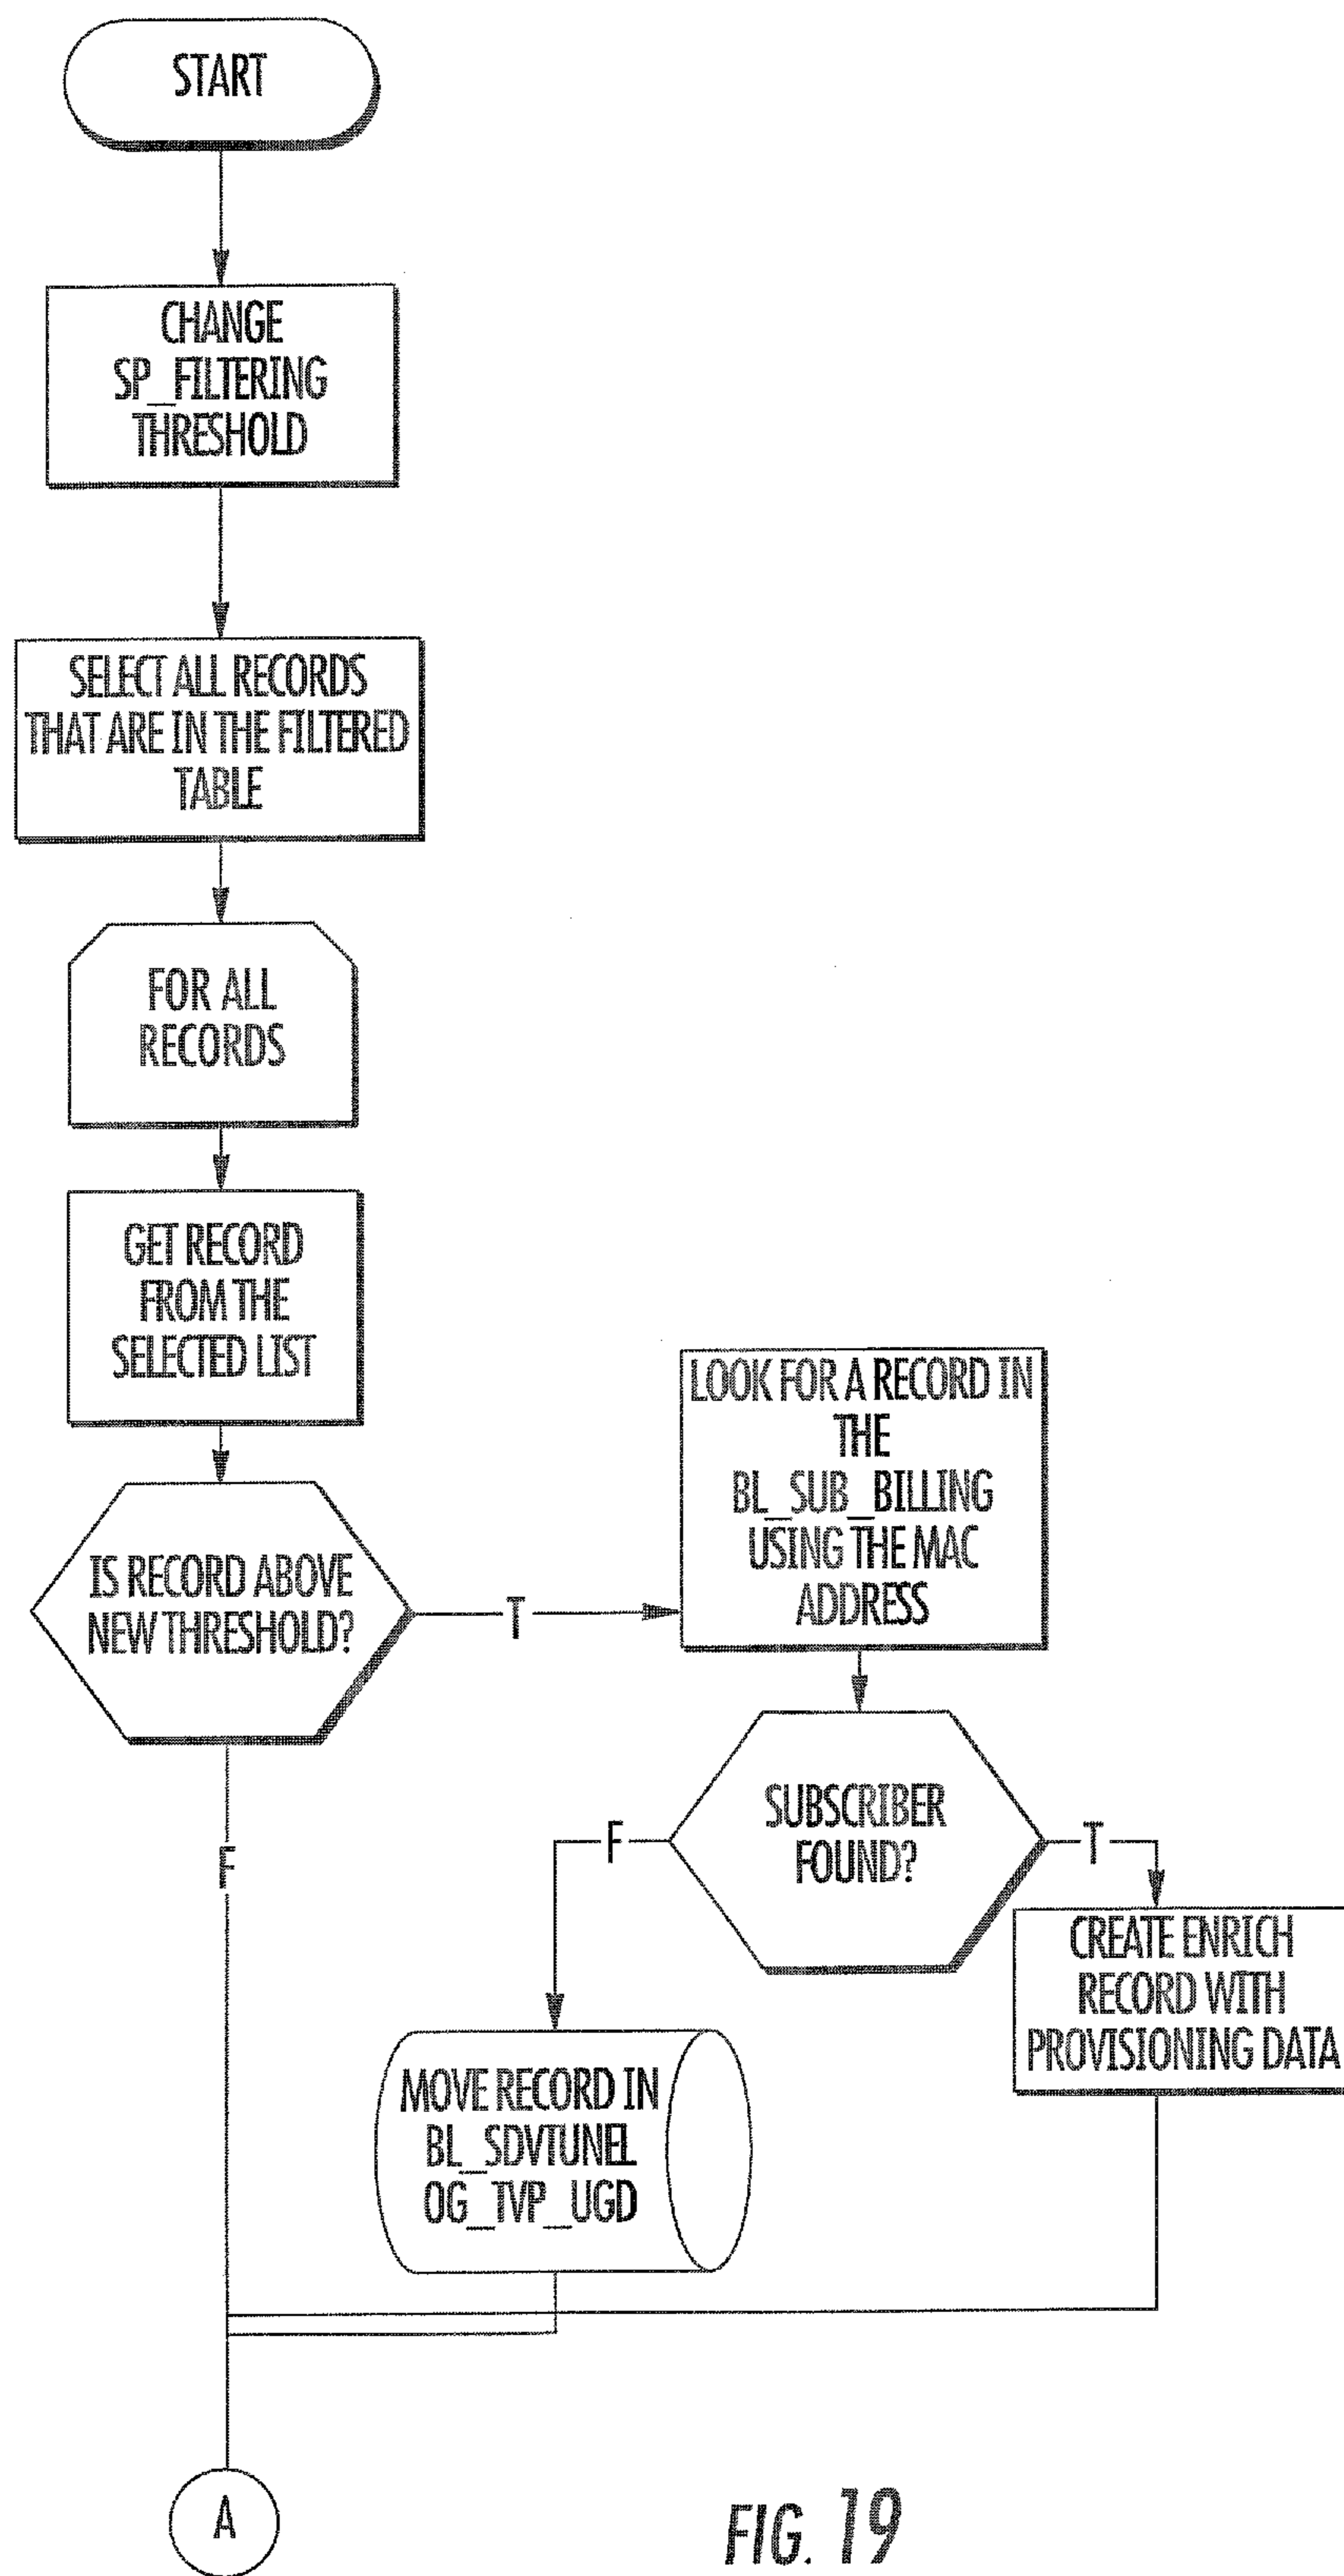 START
CHANGE
SP_FILTERING
THRESHOLD
SELECT ALL RECORDS
THAT ARE IN THE FILTERED
TABLE
FOR ALL
RECORDS
GET RECORD
FROM THE
SELECTED LIST
IS RECORD ABOVE
NEW THRESHOLD?
T
F
LOOK FOR A RECORD IN
THE
BL_SUB_BILLING
USING THE MAC
ADDRESS
SUBSCRIBER
FOUND?
F
T
CREATE ENRICH
RECORD WITH
PROVISIONING DATA
MOVE RECORD IN
BL_SDVTUNEL
OG_TVP_UGD
A
FIG. 19